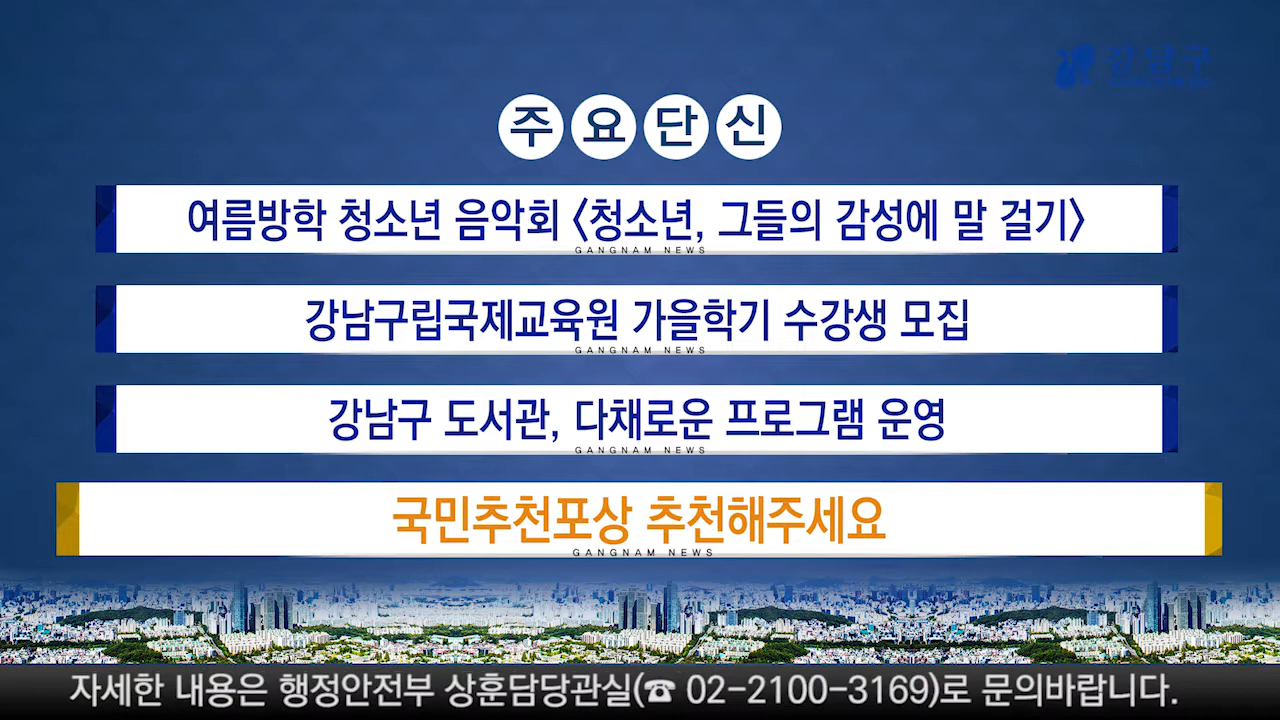 강남구
주요단신
여름방학 청소년 음악회 〈청소년, 그들의 감성에 말 걸기〉
GANGNAM NEWS
강남구립국제교육원 가을학기 수강생 모집
GANGNAM NEWS
강남구 도서관, 다채로운 프로그램 운영
GANGNAM NEWS
국민추천포상 추천해주세요
GANGNAM NEWS
자세한 내용은 행정안전부 상훈담당관실(☎ 02-2100-3169)로 문의바랍니다.